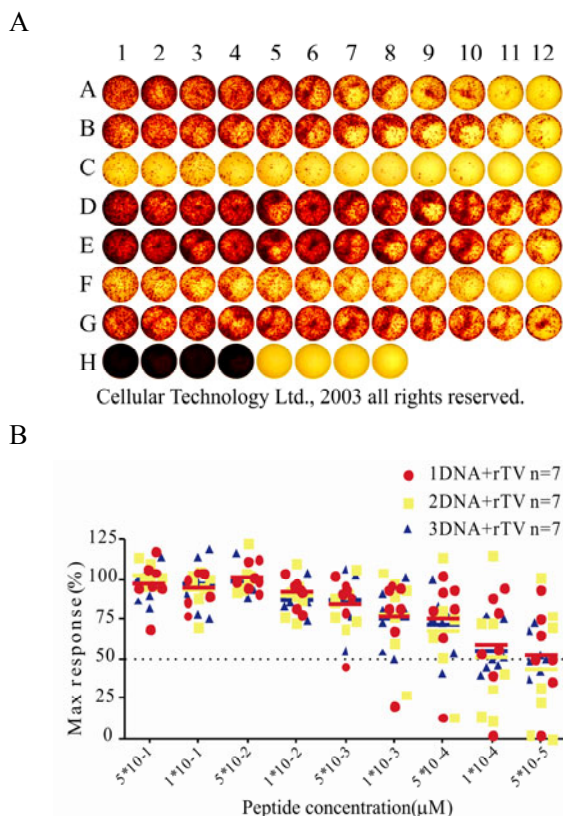 A
1 2 3 4 5 6 7 8 9 10 11 12
A
B
C
D
E
F
G
H
Cellular Technology Ltd., 2003 all rights reserved.
B
1DNA+rTV n=7
2DNA+rTV n=7
3DNA+rTV n=7
125
100
75
50
25
0
Max response(%)
5*10-1 1*10-1 5*10-2 1*10-2 5*10-3 1*10-3 5*10-4 1*10-4 5*10-5
Peptide concentration(μM)